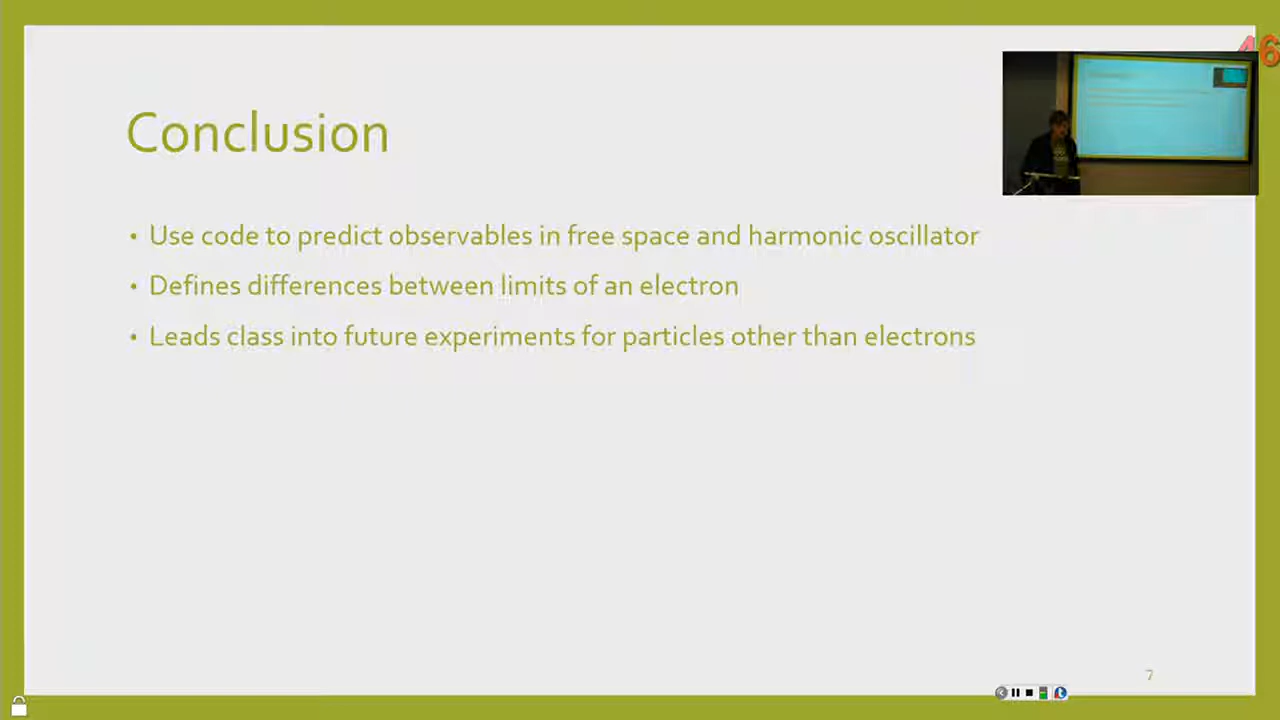 46
Conclusion
• Use code to predict observables in free space and harmonic oscillator
• Defines differences between limits of an electron
• Leads class into future experiments for particles other than electrons
7